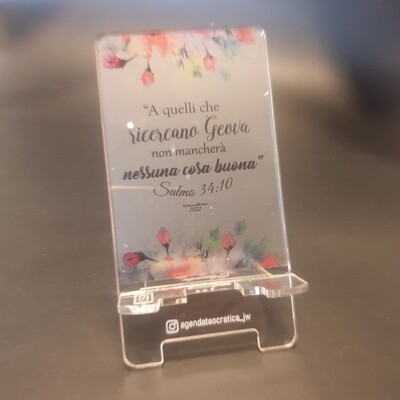 “A quelli che
ricercano Geova
non mancherà
nessuna cosa buona”
Salmo 34:10
2022
agendateocratica_jw